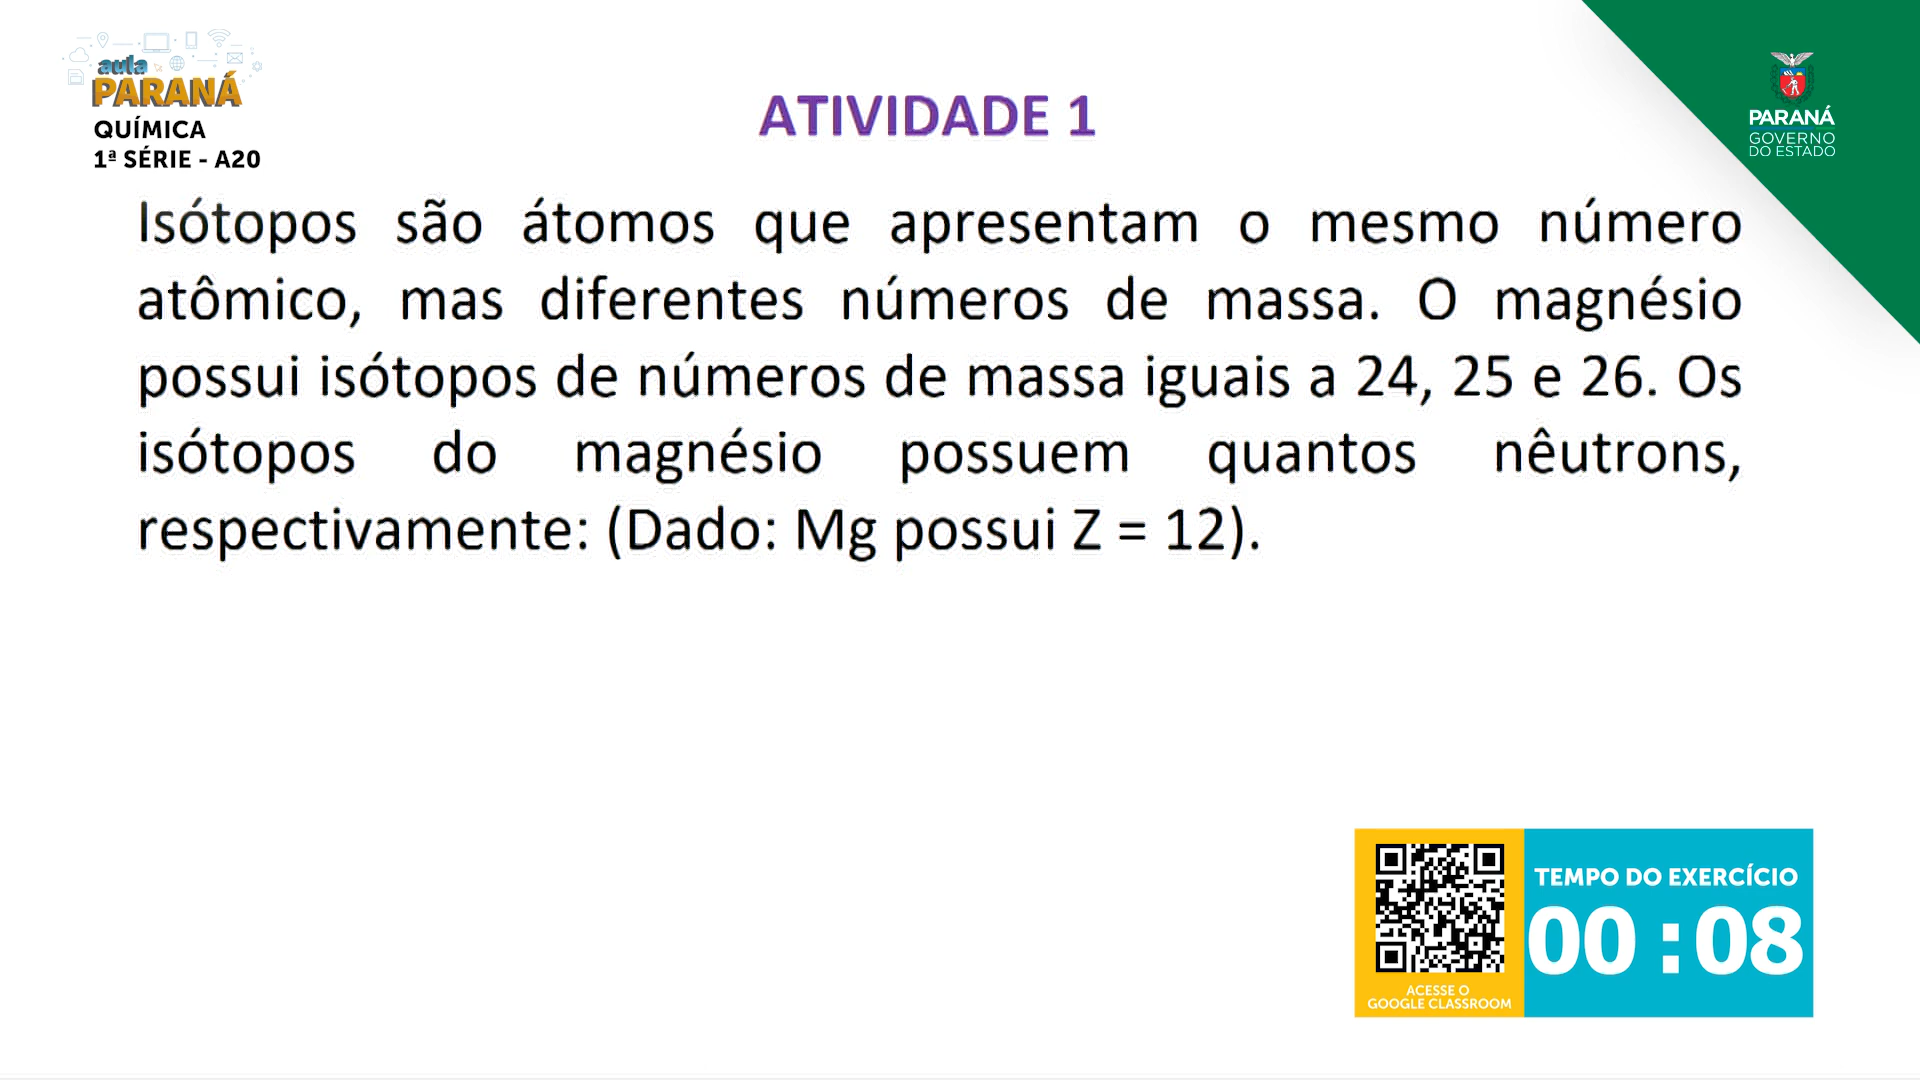 aula
PARANÁ
QUÍMICA
1ª SÉRIE - A20
ATIVIDADE 1
PARANÁ
GOVERNO
DO ESTADO
Isótopos são átomos que apresentam o mesmo número
atômico, mas diferentes números de massa. O magnésio
possui isótopos de números de massa iguais a 24, 25 e 26. Os
isótopos do magnésio possuem quantos nêutrons,
respectivamente: (Dado: Mg possui Z = 12).
TEMPO DO EXERCÍCIO
00 : 08
ACESSE O
GOOGLE CLASSROOM